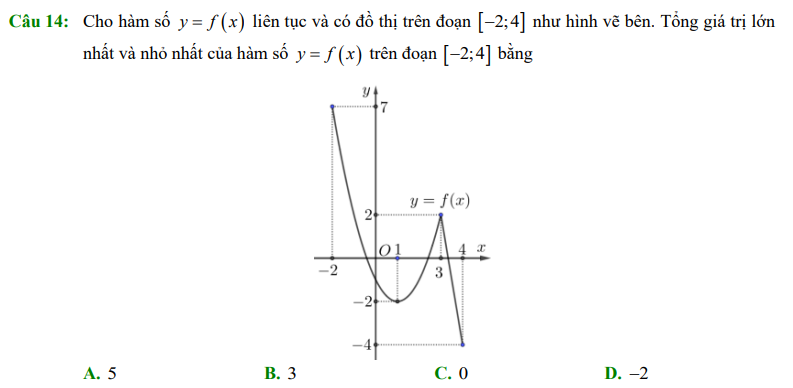 Câu 14: Cho hàm số y = f(x) liên tục và có đồ thị trên đoạn [−2;4] như hình vẽ bên. Tổng giá trị lớn
nhất và nhỏ nhất của hàm số y = f(x) trên đoạn [−2;4] bằng
y
7
y = f(x)
2
O 1 4 x
−2 3
−2
−4
A. 5 B. 3 C. 0 D. −2